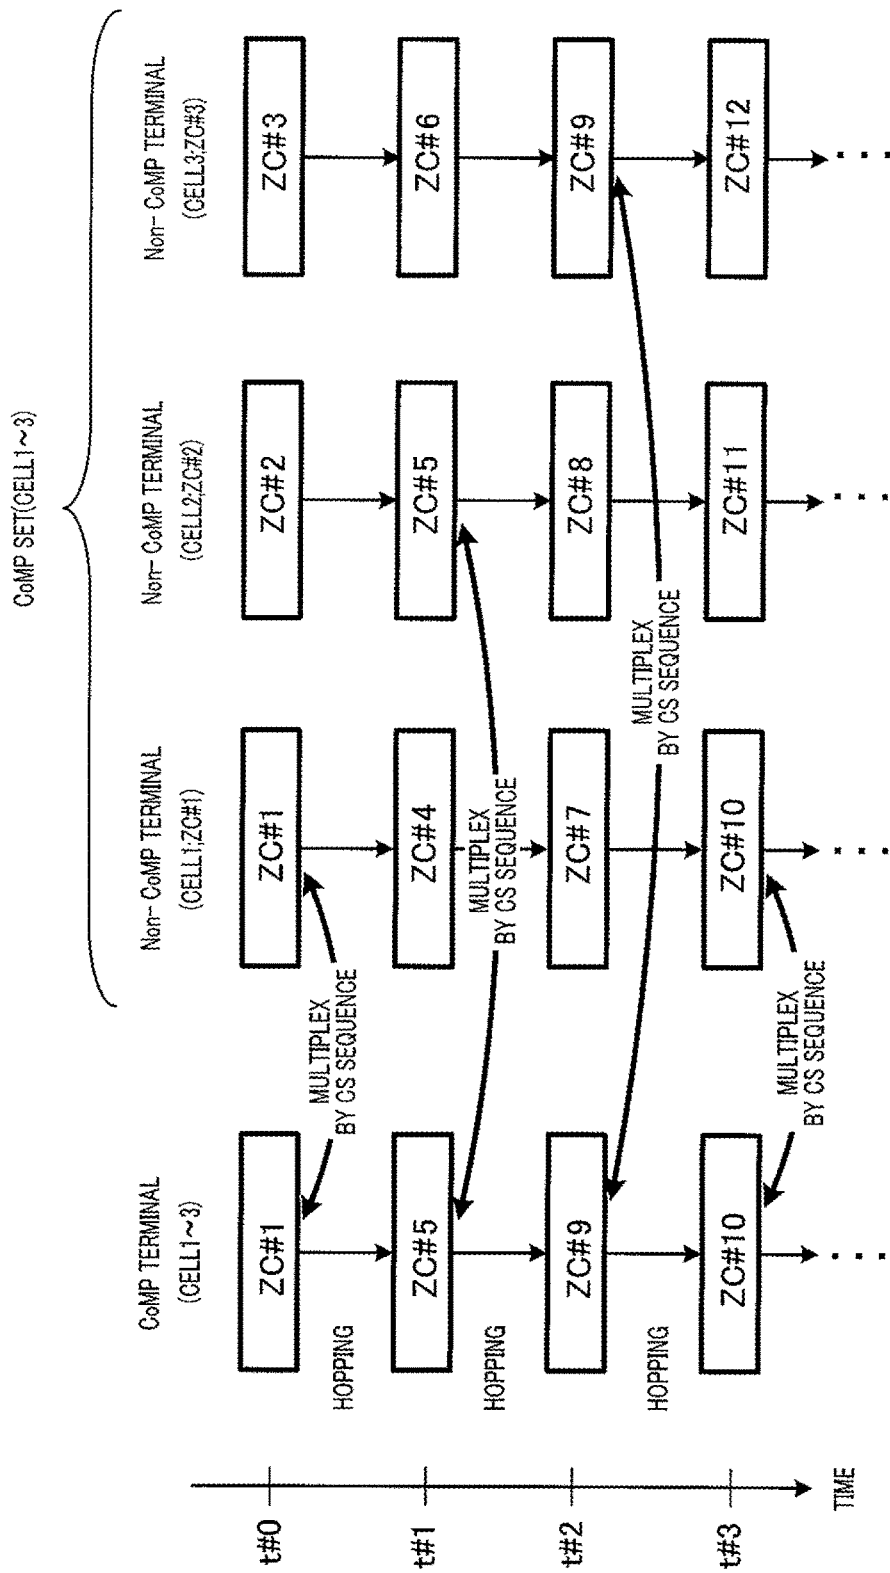 CoMP SET(CELL1~3)
CoMP TERMINAL
(CELL1~3)
Non- CoMP TERMINAL
(CELL1;ZC#1)
Non- CoMP TERMINAL
(CELL2;ZC#2)
Non- CoMP TERMINAL
(CELL3;ZC#3)
t#0
ZC#1
ZC#1
ZC#2
ZC#3
HOPPING
MULTIPLEX
BY CS SEQUENCE
t#1
ZC#5
ZC#4
ZC#5
ZC#6
HOPPING
MULTIPLEX
BY CS SEQUENCE
t#2
ZC#9
ZC#7
ZC#8
ZC#9
HOPPING
MULTIPLEX
BY CS SEQUENCE
t#3
ZC#10
ZC#10
ZC#11
ZC#12
MULTIPLEX
BY CS SEQUENCE
TIME